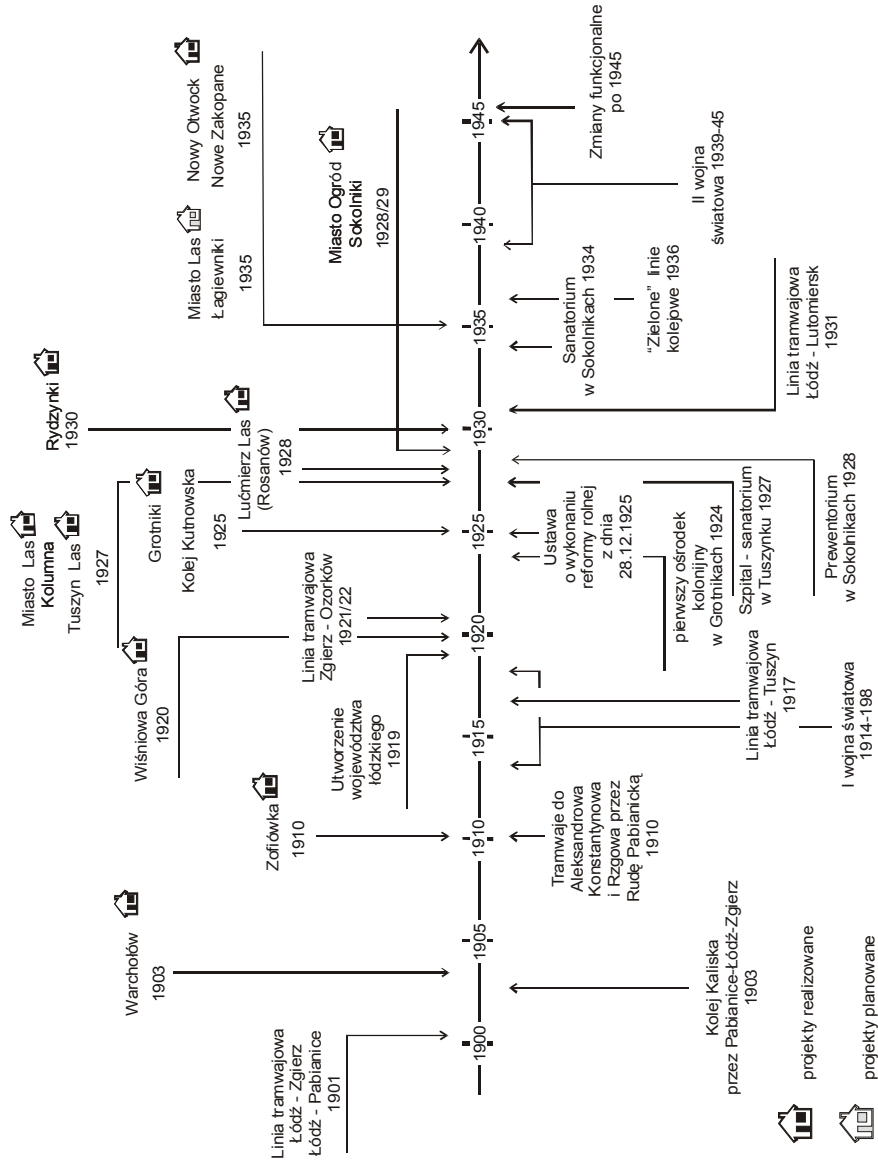 Linia tramwajowa
Łódź - Zgierz
Łódź - Pabianice
1901
Warchołów
1903
Zofiówka
1910
Wiśniowa Góra
1920
Utworzenie
województwa
łódzkiego
1919
Linia tramwajowa
Zgierz - Ozorków
1921/22
Miasto Las
Kolumna
Tuszyn Las
1927
Grotniki
Kolej Kutnowska
1925
Lućmierz Las
(Rosanów)
1928
Rydzynki
1930
Miasto Las
Łagiewniki
1935
Nowy Otwock
Nowe Zakopane
1935
Miasto Ogród
Sokolniki
1928/29
1900
1905
1910
1915
1920
1925
1930
1935
1940
1945
Kolej Kaliska
przez Pabianice-Łódź-Zgierz
1903
Tramwaje do
Aleksandrowa
Konstantynowa
i Rzgowa przez
Rudę Pabianicką
1910
Linia tramwajowa
Łódź - Tuszyn
1917
I wojna światowa
1914-198
Ustawa
o wykonaniu
reformy rolnej
z dnia
28.12.1925
pierwszy ośrodek
kolonijny
w Grotnikach 1924
Szpital - sanatorium
w Tuszynku 1927
Prewentorium
w Sokolnikach 1928
Sanatorium
w Sokolnikach 1934
"Zielone" linie
kolejowe 1936
Linia tramwajowa
Łódź - Lutomiersk
1931
II wojna
światowa 1939-45
Zmiany funkcjonalne
po 1945
projekty realizowane
projekty planowane